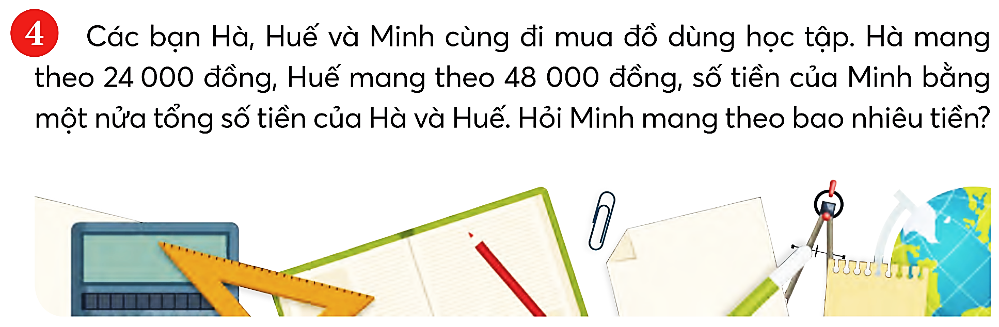 4 Các bạn Hà, Huế và Minh cùng đi mua đồ dùng học tập. Hà mang
theo 24 000 đồng, Huế mang theo 48 000 đồng, số tiền của Minh bằng
một nửa tổng số tiền của Hà và Huế. Hỏi Minh mang theo bao nhiêu tiền?